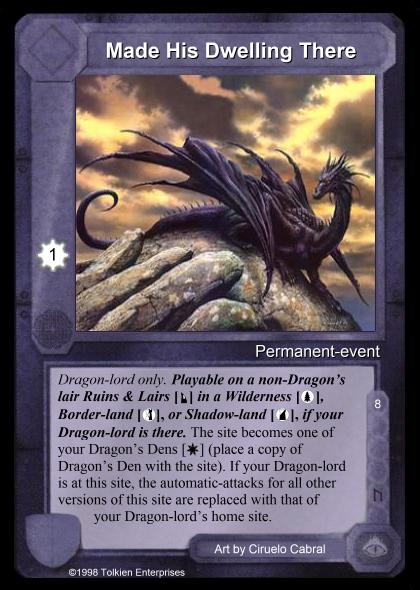 Made His Dwelling There
1
Permanent-event
Dragon-lord only. Playable on a non-Dragon's
lair Ruins & Lairs [] in a Wilderness [],
Border-land [], or Shadow-land [], if your
Dragon-lord is there. The site becomes one of
your Dragon's Dens [] (place a copy of
Dragon's Den with the site). If your Dragon-lord
is at this site, the automatic-attacks for all other
versions of this site are replaced with that of
your Dragon-lord's home site.
8
Art by Ciruelo Cabral
©1998 Tolkien Enterprises